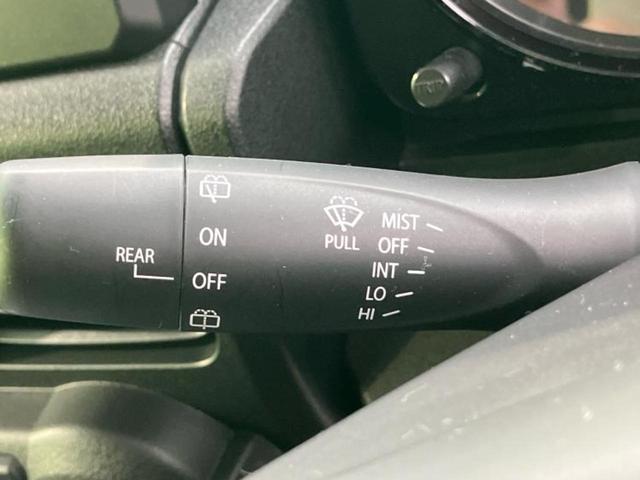 REAR
ON
OFF
PULL
MIST
OFF
INT
LO
HI